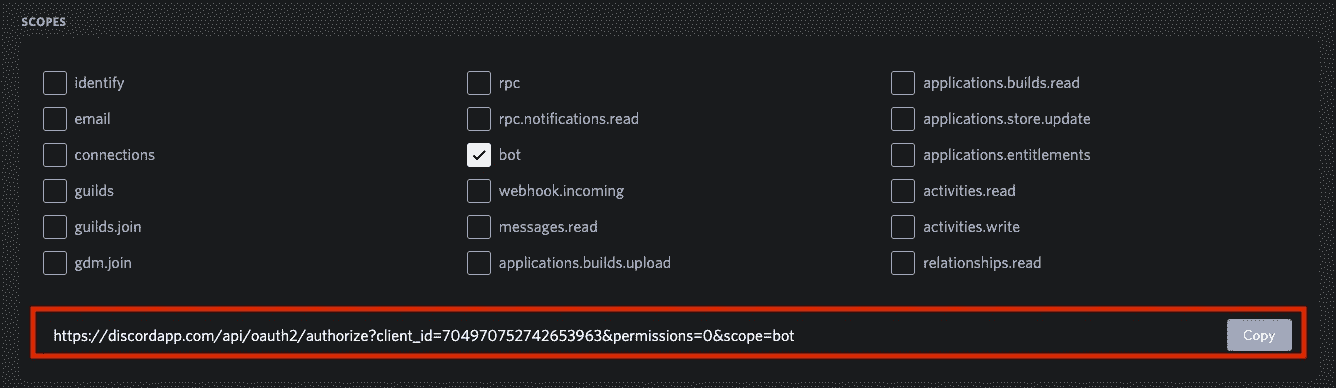 SCOPES
identify
rpc
applications.builds.read
email
rpc.notifications.read
applications.store.update
connections
bot
applications.entitlements
guilds
webhook.incoming
activities.read
guilds.join
messages.read
activities.write
gdm.join
applications.builds.upload
relationships.read
https://discordapp.com/api/oauth2/authorize?client_id=704970752742653963&permissions=0&scope=bot
Copy